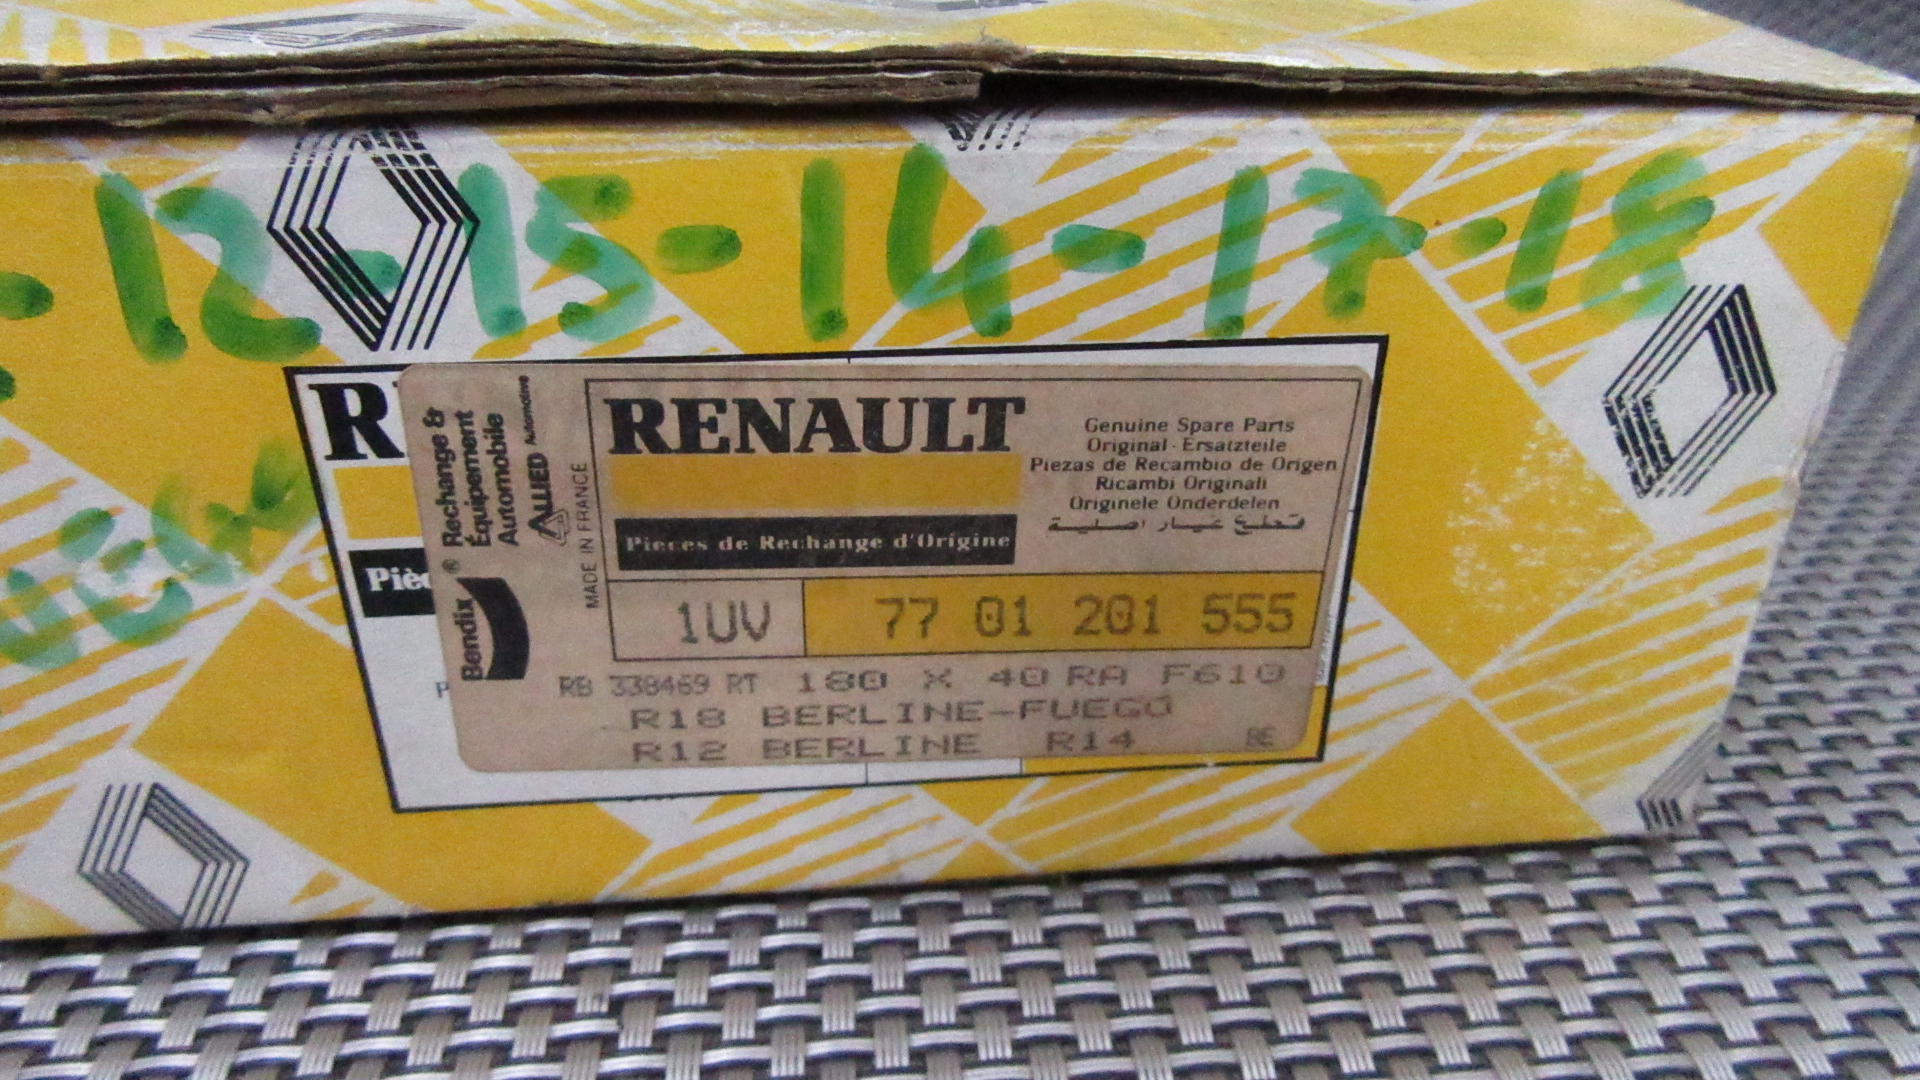 -12-15-14-17-18
Rechange &
Équipement
Automobile
ALLIED Automotive
Bendix ®
MADE IN FRANCE
RENAULT
Pieces de Rechange d'Origine
Genuine Spare Parts
Original - Ersatzteile
Piezas de Recambio de Origen
Ricambi Originali
Originele Onderdelen
قطع غيار اصلية
1UV 77 01 201 555
RB 338469 RT 180 X 40 RA F610
R18 BERLINE-FUEGO
R12 BERLINE R14
R
Piè
P